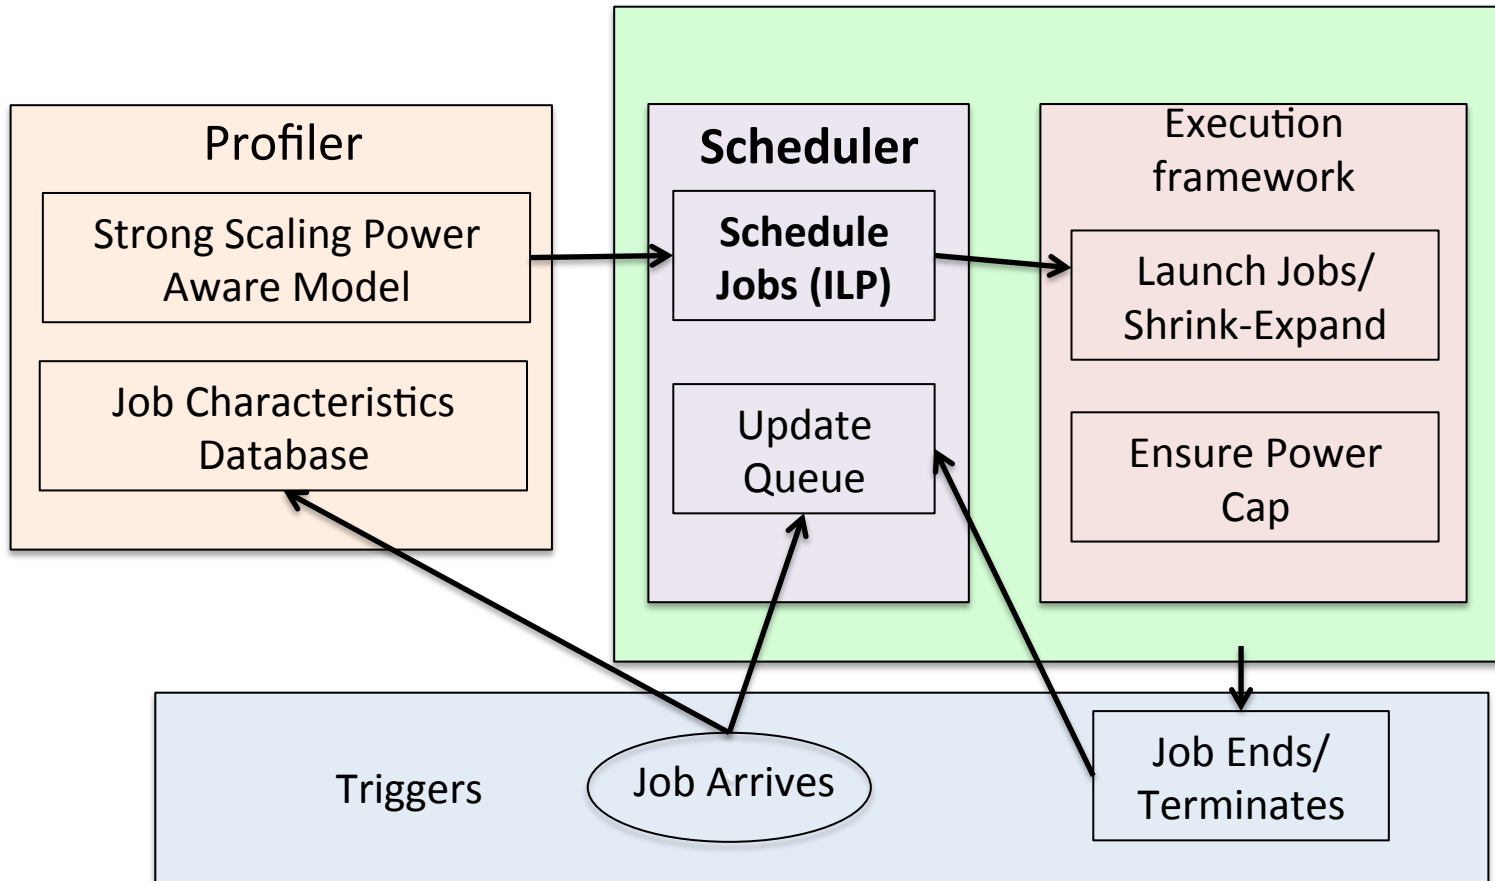 Profiler
Strong Scaling Power
Aware Model
Job Characteristics
Database
Scheduler
Schedule
Jobs (ILP)
Update
Queue
Execution
framework
Launch Jobs/
Shrink-Expand
Ensure Power
Cap
Triggers
Job Arrives
Job Ends/
Terminates